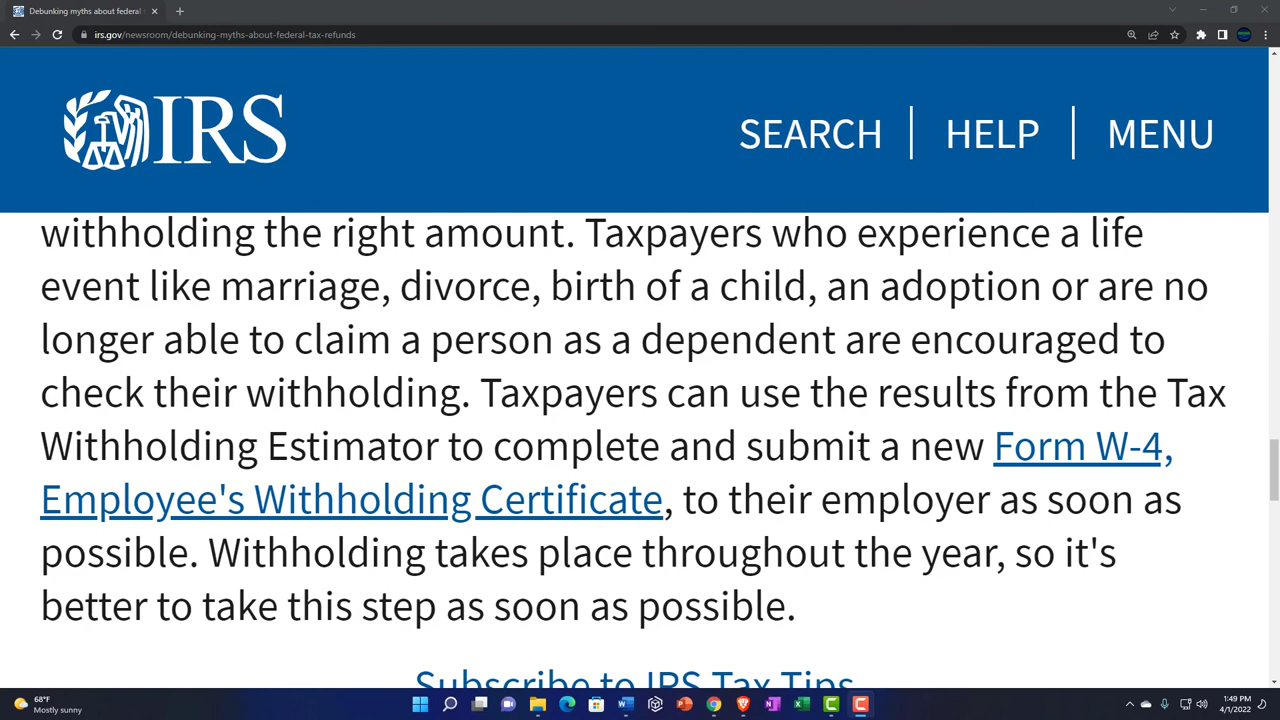 Debunking myths about federal
irs.gov/newsroom/debunking-myths-about-federal-tax-refunds
IRS
SEARCH
HELP
MENU
withholding the right amount. Taxpayers who experience a life
event like marriage, divorce, birth of a child, an adoption or are no
longer able to claim a person as a dependent are encouraged to
check their withholding. Taxpayers can use the results from the Tax
Withholding Estimator to complete and submit a new Form W-4,
Employee's Withholding Certificate, to their employer as soon as
possible. Withholding takes place throughout the year, so it's
better to take this step as soon as possible.
Subscribe to IRS Tax Tips
68°F
Mostly sunny
1:49 PM
4/1/2022